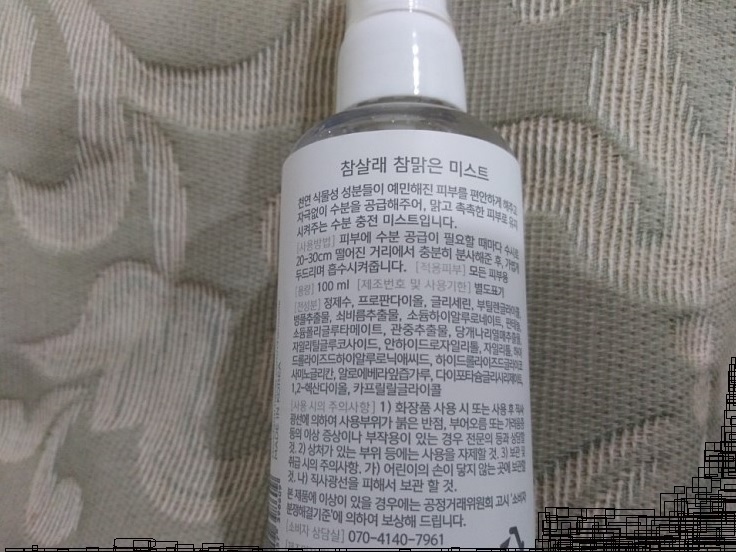 참살래 참맑은 미스트
천연 식물성 성분들이 예민해진 피부를 편안하게 해주고
자극없이 수분을 공급해주어, 맑고 촉촉한 피부로 유지
시켜주는 수분 충전 미스트입니다.
[사용방법] 피부에 수분 공급이 필요할 때마다 수시로
20-30cm 떨어진 거리에서 충분히 분사해준 후, 가볍게
두드리며 흡수시켜줍니다. [적용피부] 모든 피부용
[용량] 100 ml [제조번호 및 사용기한] 별도표기
[전성분] 정제수, 프로판다이올, 글리세린, 부틸렌글라이콜,
병풀추출물, 쇠비름추출물, 소듐하이알루로네이트, 판테놀,
소듐폴리글루타메이트, 관중추출물, 당개나리열매추출물,
자일리틸글루코사이드, 안하이드로자일리톨, 자일리톨, 하이
드롤라이즈드하이알루로닉애씨드, 하이드롤라이즈드글라이코
사미노글리칸, 알로에베라잎즙가루, 다이포타슘글리시리제이트,
1,2-헥산다이올, 카프릴릴글라이콜
[사용 시의 주의사항] 1) 화장품 사용 시 또는 사용 후 직사
광선에 의하여 사용부위가 붉은 반점, 부어오름 또는 가려움증
등의 이상 증상이나 부작용이 있는 경우 전문의 등과 상담할
것. 2) 상처가 있는 부위 등에는 사용을 자제할 것. 3) 보관 및
취급 시의 주의사항, 가) 어린이의 손이 닿지 않는 곳에 보관할
것, 나) 직사광선을 피해서 보관 할 것.
본 제품에 이상이 있을 경우에는 공정거래위원회 고시 '소비자
분쟁해결기준'에 의하여 보상해 드립니다.
[소비자 상담실] 070-4140-7961